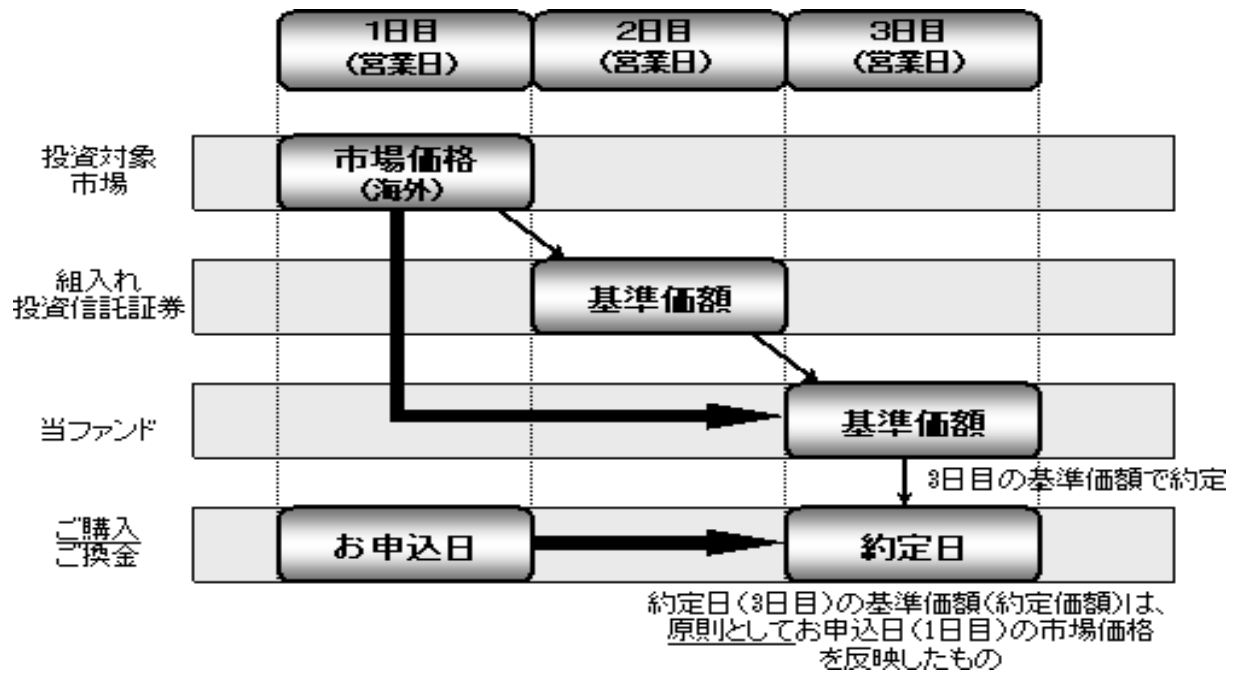 1日目
(営業日)
2日目
(営業日)
3日目
(営業日)
投資対象
市場
市場価格
(海外)
組入れ
投資信託証券
基準価額
当ファンド
基準価額
3日目の基準価額で約定
ご購入
ご換金
お申込日
約定日
約定日(3日目)の基準価額(約定価額)は、
原則としてお申込日(1日目)の市場価格
を反映したもの